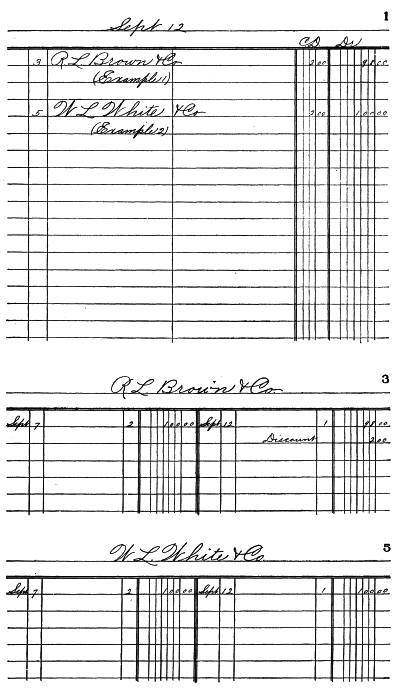 1
Sept 12
CD Dr
3 R L Brown & Co 2 00 98 00
(Example 1)
5 W L White & Co 2 00 100 00
(Example 2)
3
R L Brown & Co
Sept 7 2 100 00 Sept 12 1 98 00
Discount 2 00
5
W. L. White & Co
Sep 7 2 100 00 Sept 12 1 100 00